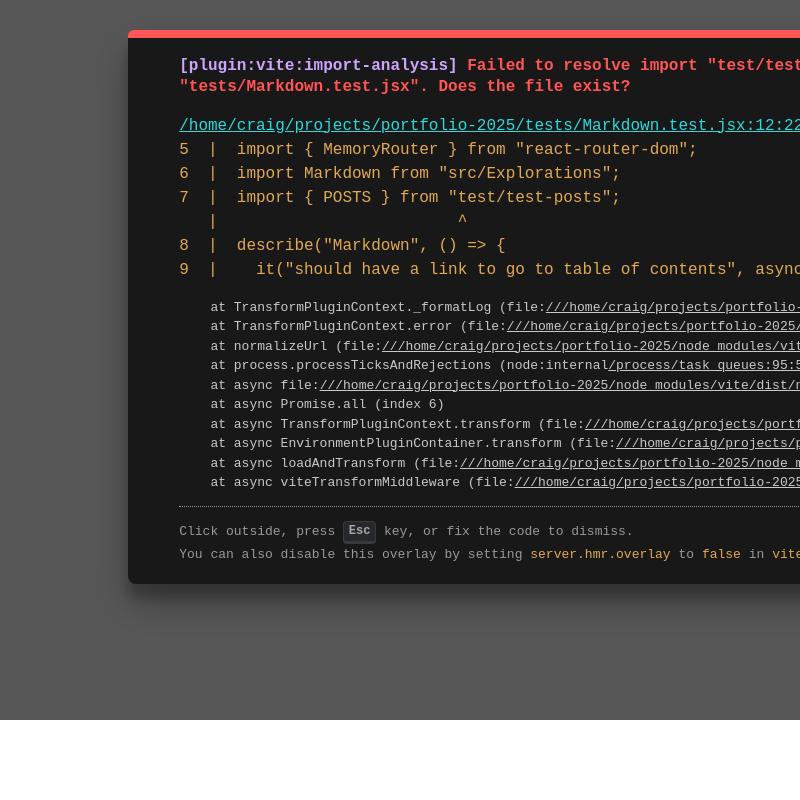 [plugin:vite:import-analysis] Failed to resolve import "test/test
"tests/Markdown.test.jsx". Does the file exist?
/home/craig/projects/portfolio-2025/tests/Markdown.test.jsx:12:22
5  |  import { MemoryRouter } from "react-router-dom";
6  |  import Markdown from "src/Explorations";
7  |  import { POSTS } from "test/test-posts";
   |                         ^
8  |  describe("Markdown", () => {
9  |    it("should have a link to go to table of contents", async
at TransformPluginContext._formatLog (file:///home/craig/projects/portfolio-
at TransformPluginContext.error (file:///home/craig/projects/portfolio-2025/
at normalizeUrl (file:///home/craig/projects/portfolio-2025/node_modules/vit
at process.processTicksAndRejections (node:internal/process/task_queues:95:5
at async file:///home/craig/projects/portfolio-2025/node_modules/vite/dist/n
at async Promise.all (index 6)
at async TransformPluginContext.transform (file:///home/craig/projects/portf
at async EnvironmentPluginContainer.transform (file:///home/craig/projects/p
at async loadAndTransform (file:///home/craig/projects/portfolio-2025/node_m
at async viteTransformMiddleware (file:///home/craig/projects/portfolio-2025
Click outside, press Esc key, or fix the code to dismiss.
You can also disable this overlay by setting server.hmr.overlay to false in vite